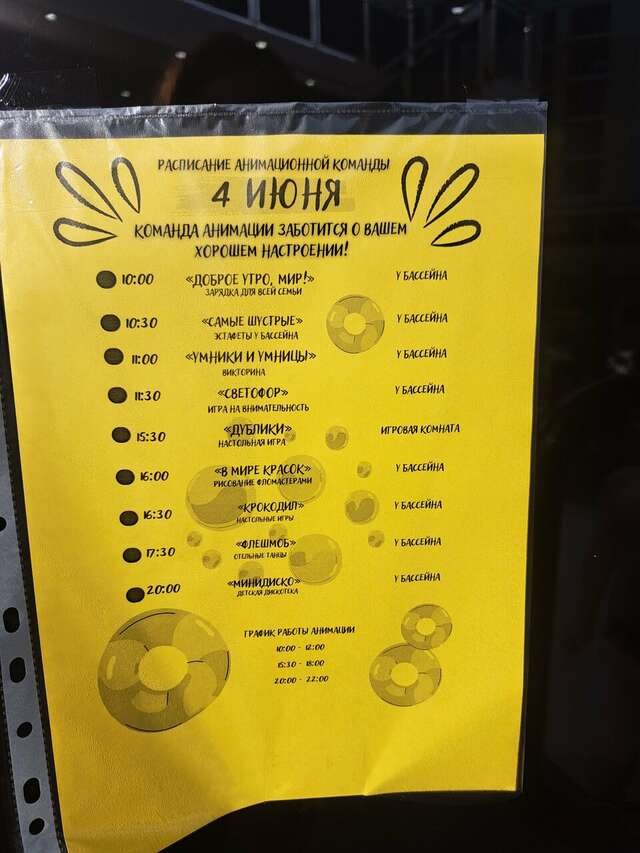 РАСПИСАНИЕ АНИМАЦИОННОЙ КОМАНДЫ
4 ИЮНЯ
КОМАНДА АНИМАЦИИ ЗАБОТИТСЯ О ВАШЕМ
ХОРОШЕМ НАСТРОЕНИИ!
10:00 «ДОБРОЕ УТРО, МИР!» У БАССЕЙНА
ЗАРЯДКА ДЛЯ ВСЕЙ СЕМЬИ
10:30 «САМЫЕ ШУСТРЫЕ» У БАССЕЙНА
ЭСТАФЕТЫ У БАССЕЙНА
11:00 «УМНИКИ И УМНИЦЫ» У БАССЕЙНА
ВИКТОРИНА
11:30 «СВЕТОФОР» У БАССЕЙНА
ИГРА НА ВНИМАТЕЛЬНОСТЬ
15:30 «ДУБЛИКИ» ИГРОВАЯ КОМНАТА
НАСТОЛЬНАЯ ИГРА
16:00 «В МИРЕ КРАСОК» У БАССЕЙНА
РИСОВАНИЕ ФЛОМАСТЕРАМИ
16:30 «КРОКОДИЛ» У БАССЕЙНА
НАСТОЛЬНЫЕ ИГРЫ
17:30 «ФЛЕШМОБ» У БАССЕЙНА
ОТЕЛЬНЫЕ ТАНЦЫ
20:00 «МИНИДИСКО» У БАССЕЙНА
ДЕТСКАЯ ДИСКОТЕКА
ГРАФИК РАБОТЫ АНИМАЦИИ
10:00 - 12:00
15:30 - 18:00
20:00 - 22:00